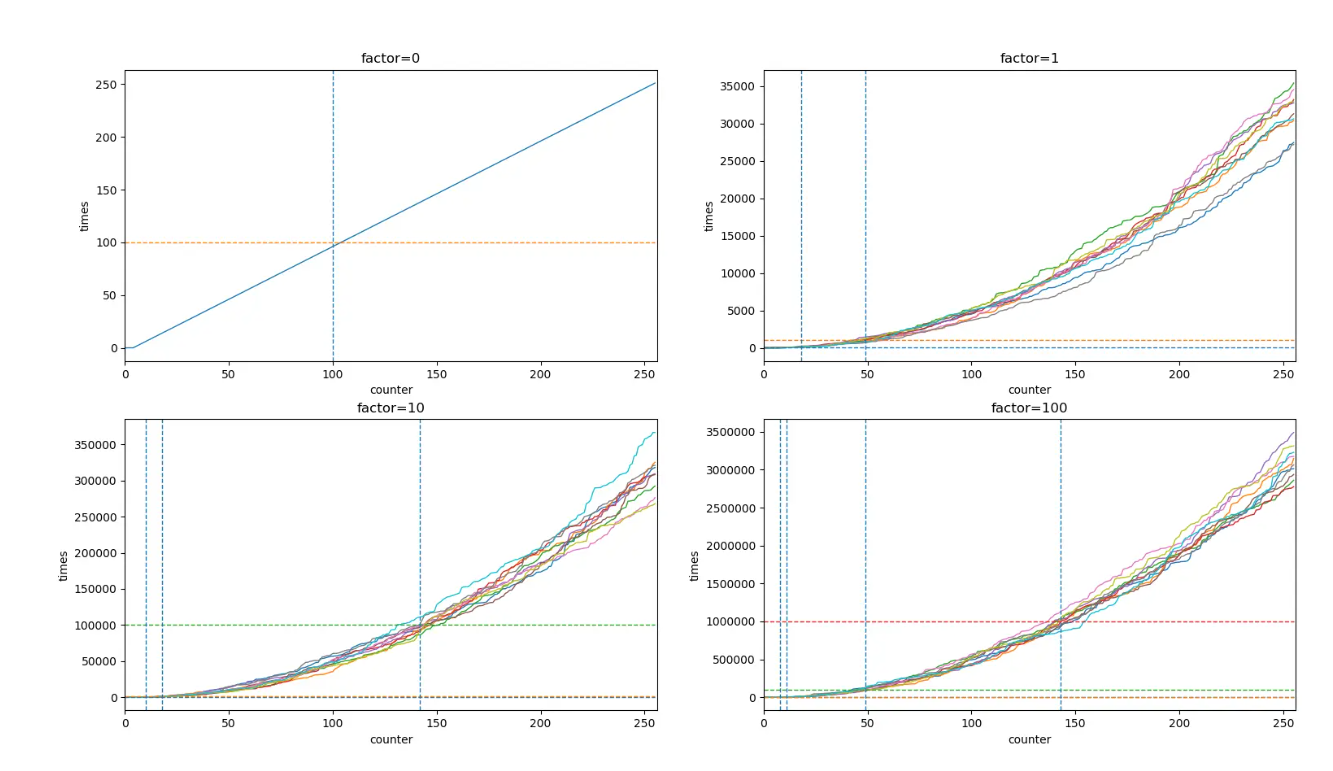 factor=0
250
200
150
100
50
0
times
0 50 100 150 200 250
counter
factor=1
35000
30000
25000
20000
15000
10000
5000
0
times
0 50 100 150 200 250
counter
factor=10
350000
300000
250000
200000
150000
100000
50000
0
times
0 50 100 150 200 250
counter
factor=100
3500000
3000000
2500000
2000000
1500000
1000000
500000
0
times
0 50 100 150 200 250
counter